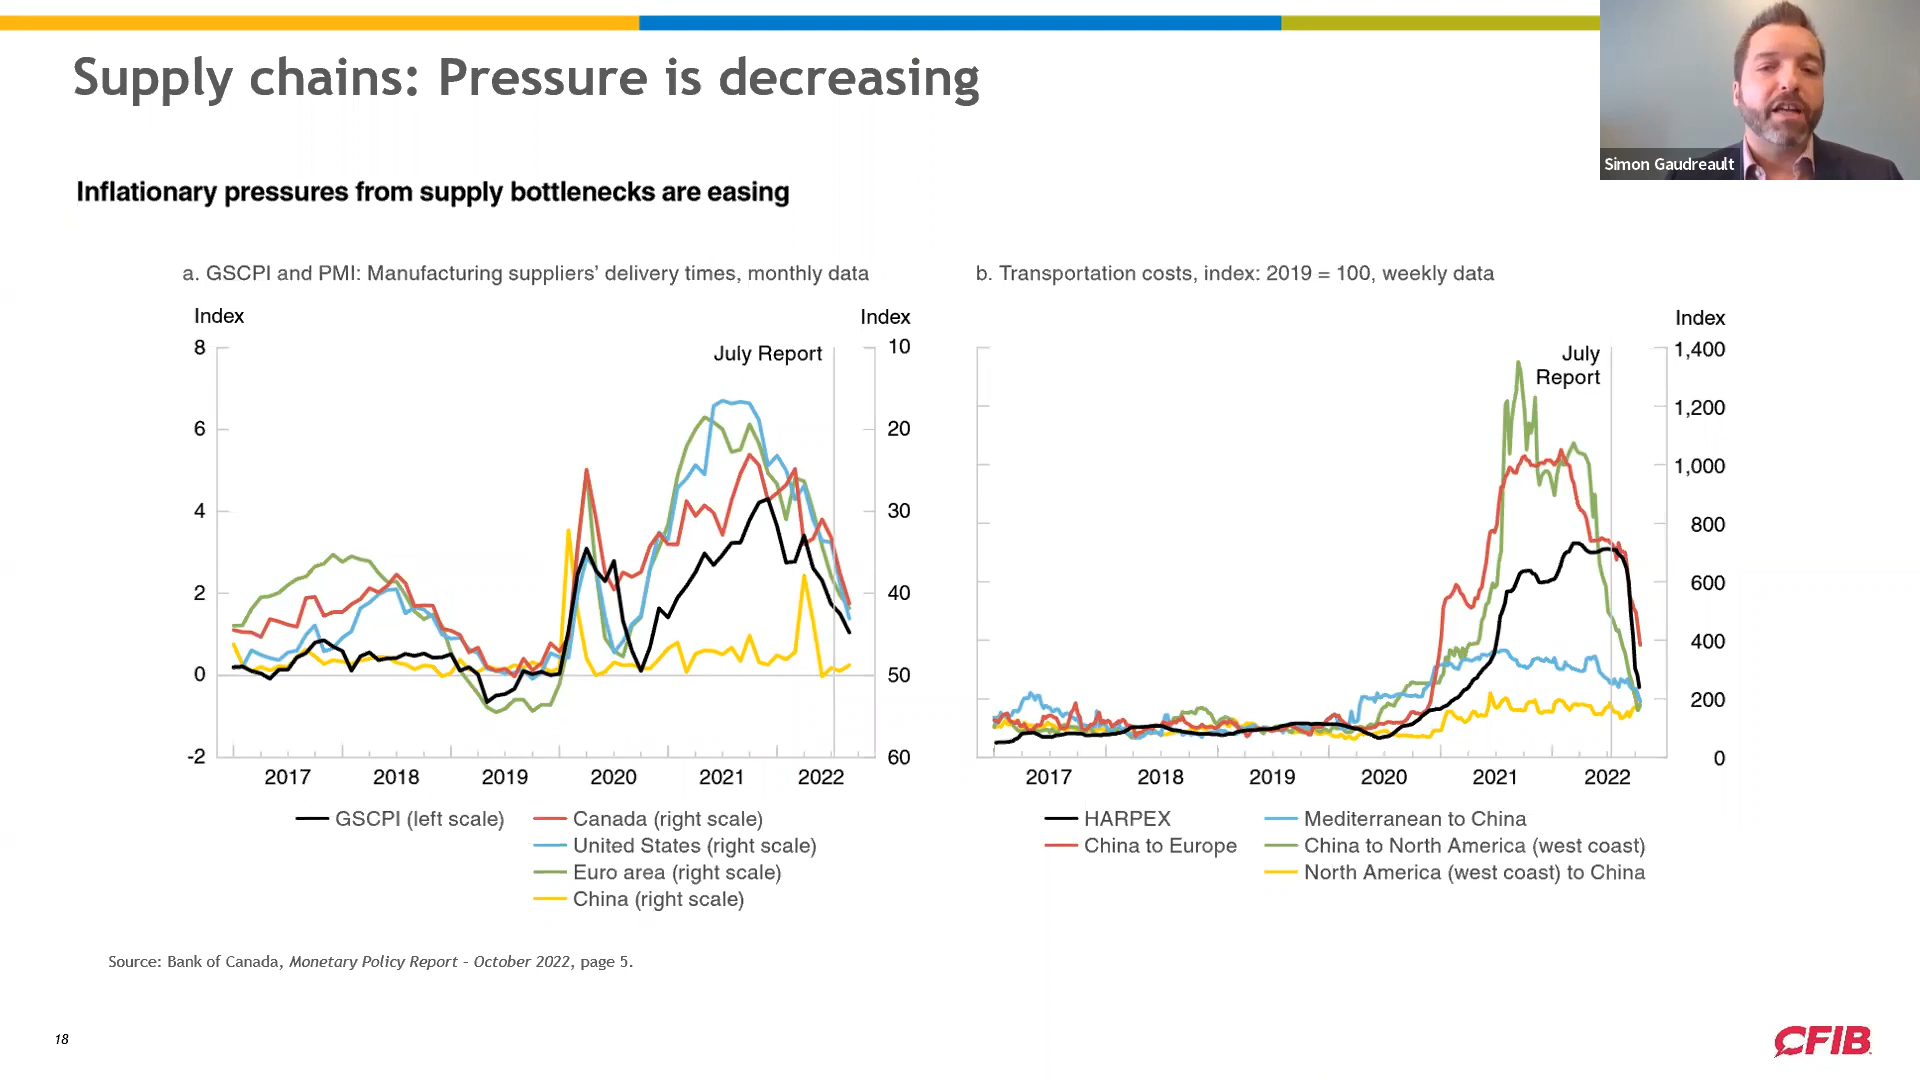 Supply chains: Pressure is decreasing
Simon Gaudreault
Inflationary pressures from supply bottlenecks are easing
a. GSCPI and PMI: Manufacturing suppliers’ delivery times, monthly data
Index
Index
July Report
8
6
4
2
0
-2
10
20
30
40
50
60
2017 2018 2019 2020 2021 2022
GSCPI (left scale)
Canada (right scale)
United States (right scale)
Euro area (right scale)
China (right scale)
b. Transportation costs, index: 2019 = 100, weekly data
Index
July
Report
1,400
1,200
1,000
800
600
400
200
0
2017 2018 2019 2020 2021 2022
HARPEX
China to Europe
Mediterranean to China
China to North America (west coast)
North America (west coast) to China
Source: Bank of Canada, Monetary Policy Report – October 2022, page 5.
18
CFIB